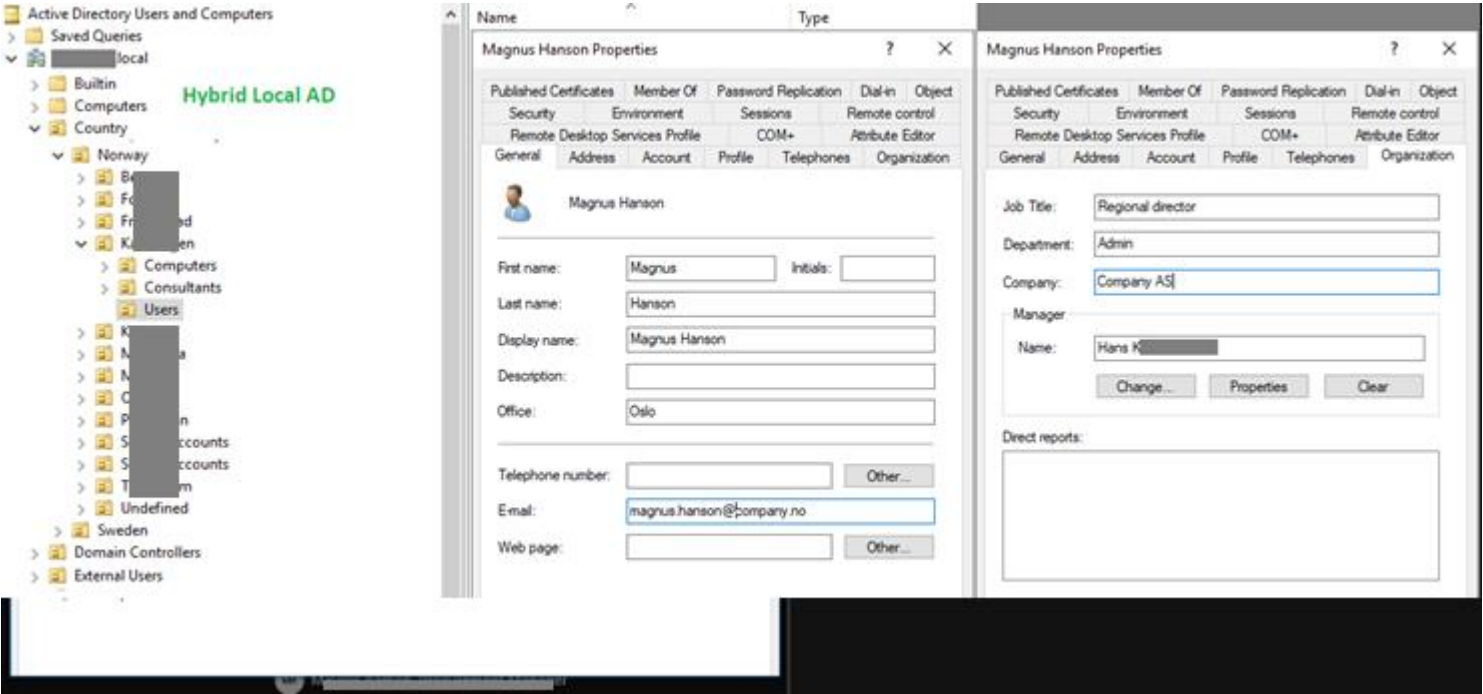 Active Directory Users and Computers
Saved Queries
local
Builtin
Computers
Hybrid Local AD
Country
Norway
Computers
Consultants
Users
Undefined
Sweden
Domain Controllers
External Users
Name Type
Magnus Hanson Properties ?
Published Certificates Member Of Password Replication Dial-in Object
Security Environment Sessions Remote control
Remote Desktop Services Profile COM+ Attribute Editor
General Address Account Profile Telephones Organization
Magnus Hanson
First name: Magnus Initials:
Last name: Hanson
Display name: Magnus Hanson
Description:
Office: Oslo
Telephone number: Other...
E-mail: magnus.hanson@company.no
Web page: Other...
Magnus Hanson Properties ?
Published Certificates Member Of Password Replication Dial-in Object
Security Environment Sessions Remote control
Remote Desktop Services Profile COM+ Attribute Editor
General Address Account Profile Telephones Organization
Job Title: Regional director
Department: Admin
Company: Company AS
Manager
Name: Hans K
Change... Properties Clear
Direct reports: